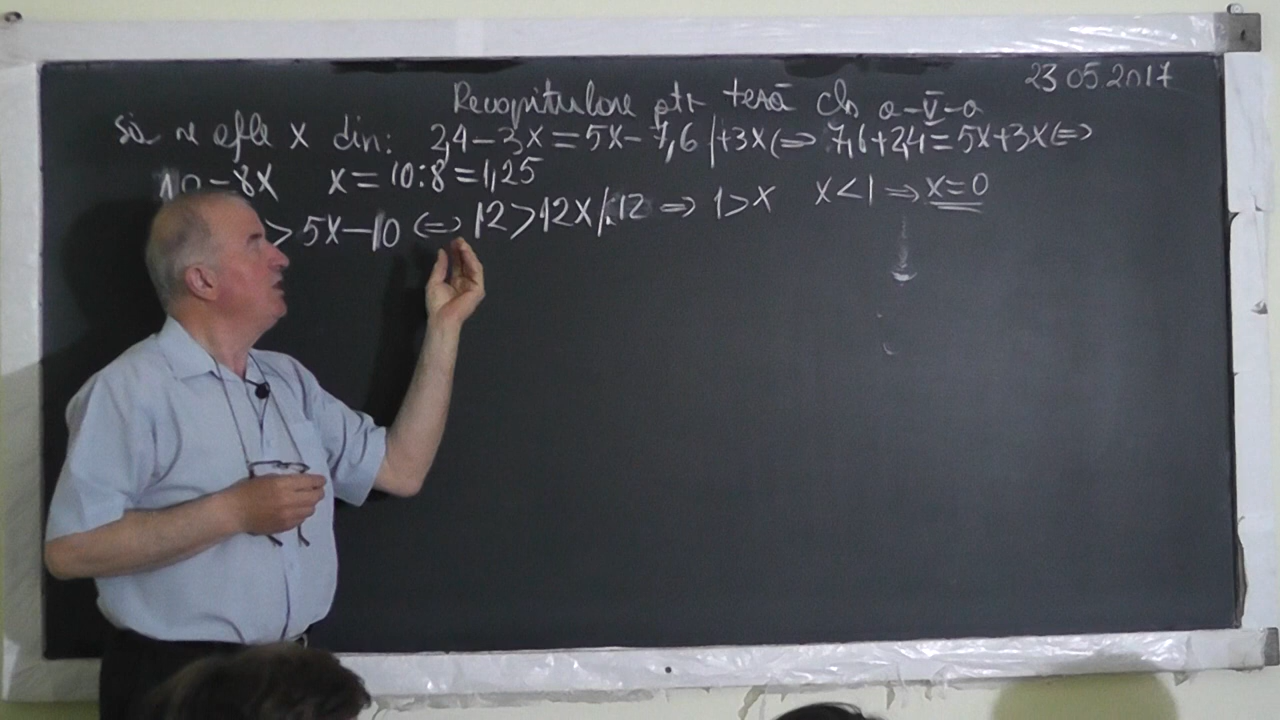 23.05.2017
Recapitulare ptr teză cls a-V-a
Să se afle x din: 2,4-3x=5x-7,6/+3x(=>7,6+2,4=5x+3x<=>
10=8x x=10:8=1,25
>5x-10<=>12>12x/:12=>1>x x<1=>x=0